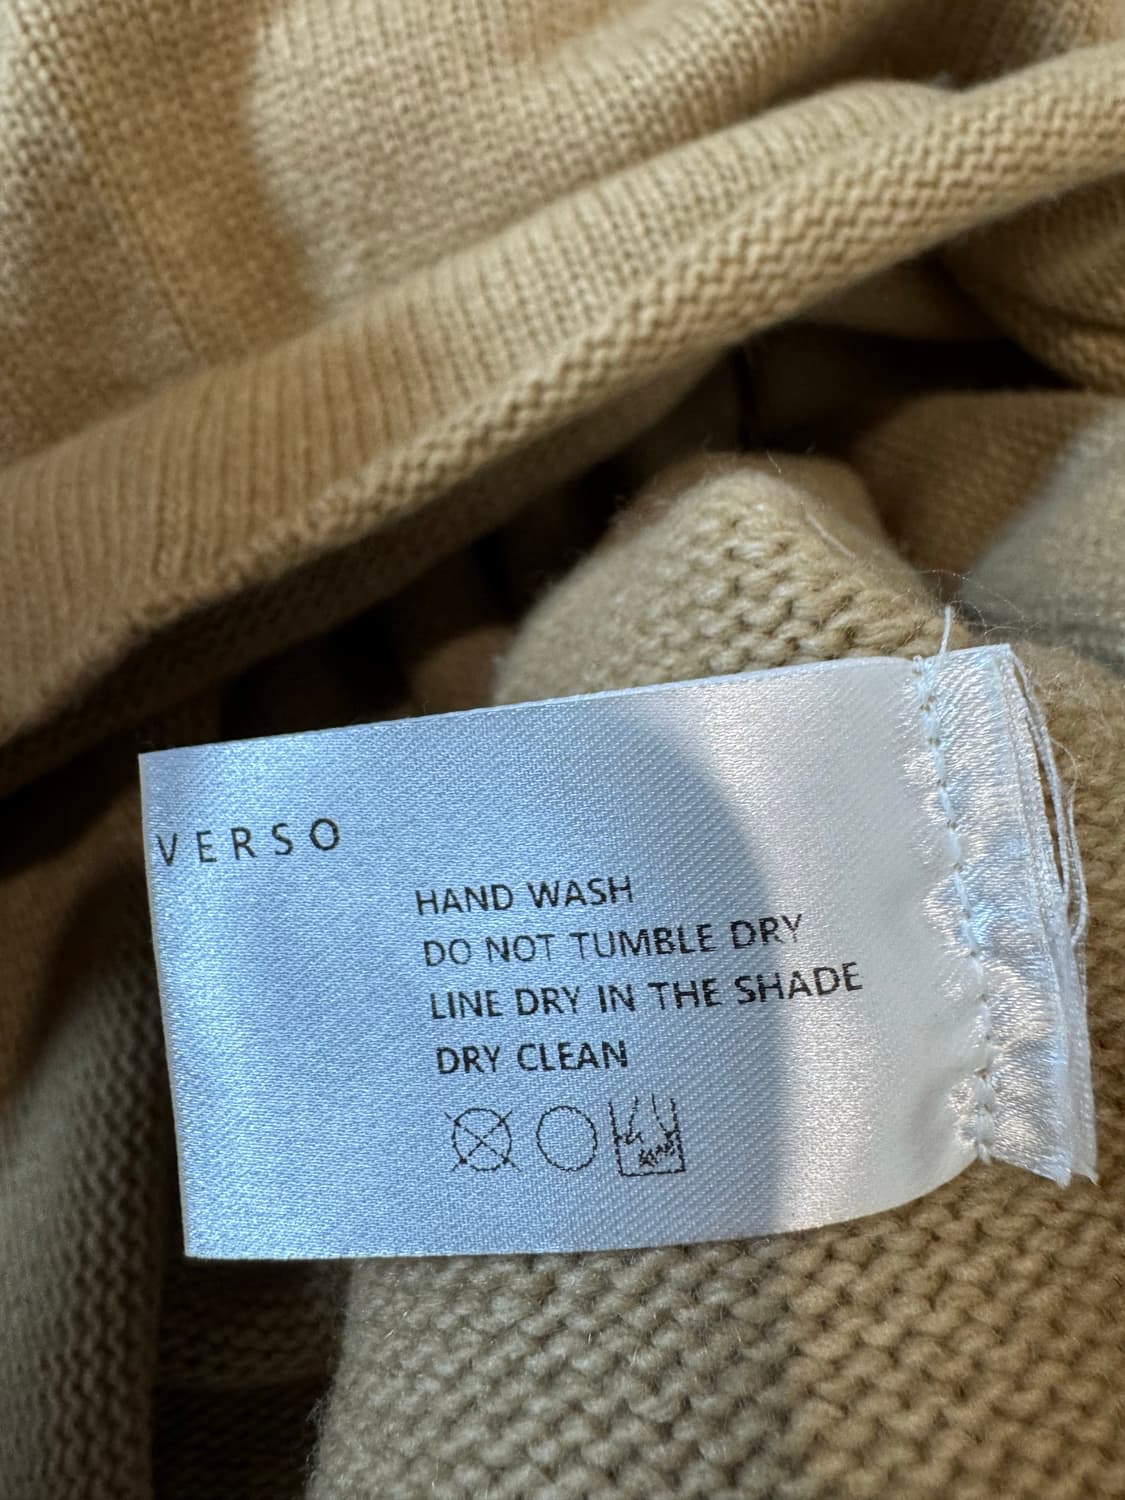 VERSO
HAND WASH
DO NOT TUMBLE DRY
LINE DRY IN THE SHADE
DRY CLEAN